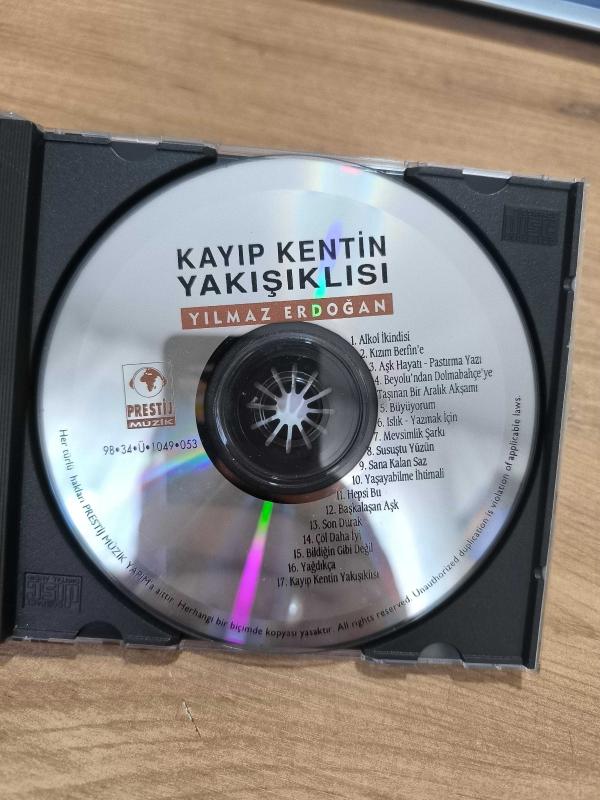 KAYIP KENTİN
YAKIŞIKLISI
YILMAZ ERDOĞAN
1. Alkol İkindisi
2. Kızım Berfin'e
3. Aşk Hayatı - Pastırma Yazı
4. Beyolu'ndan Dolmabahçe'ye
Taşınan Bir Aralık Akşamı
5. Büyüyorum
6. Islık - Yazmak İçin
7. Mevsimlik Şarkı
8. Susuştu Yüzün
9. Sana Kalan Saz
10. Yaşayabilme İhtimali
11. Hepsi Bu
12. Başkalaşan Aşk
13. Son Durak
14. Çöl Daha İyi
15. Bildiğin Gibi Değil
16. Yağdıkça
17. Kayıp Kentin Yakışıklısı
PRESTİJ
MÜZİK
98•34•Ü•1049•053
Her türlü hakları PRESTİJ MÜZİK YAPIM'a aittir. Herhangi bir biçimde kopyası yasaktır. All rights reserved. Unauthorized duplication is violation of applicable laws.